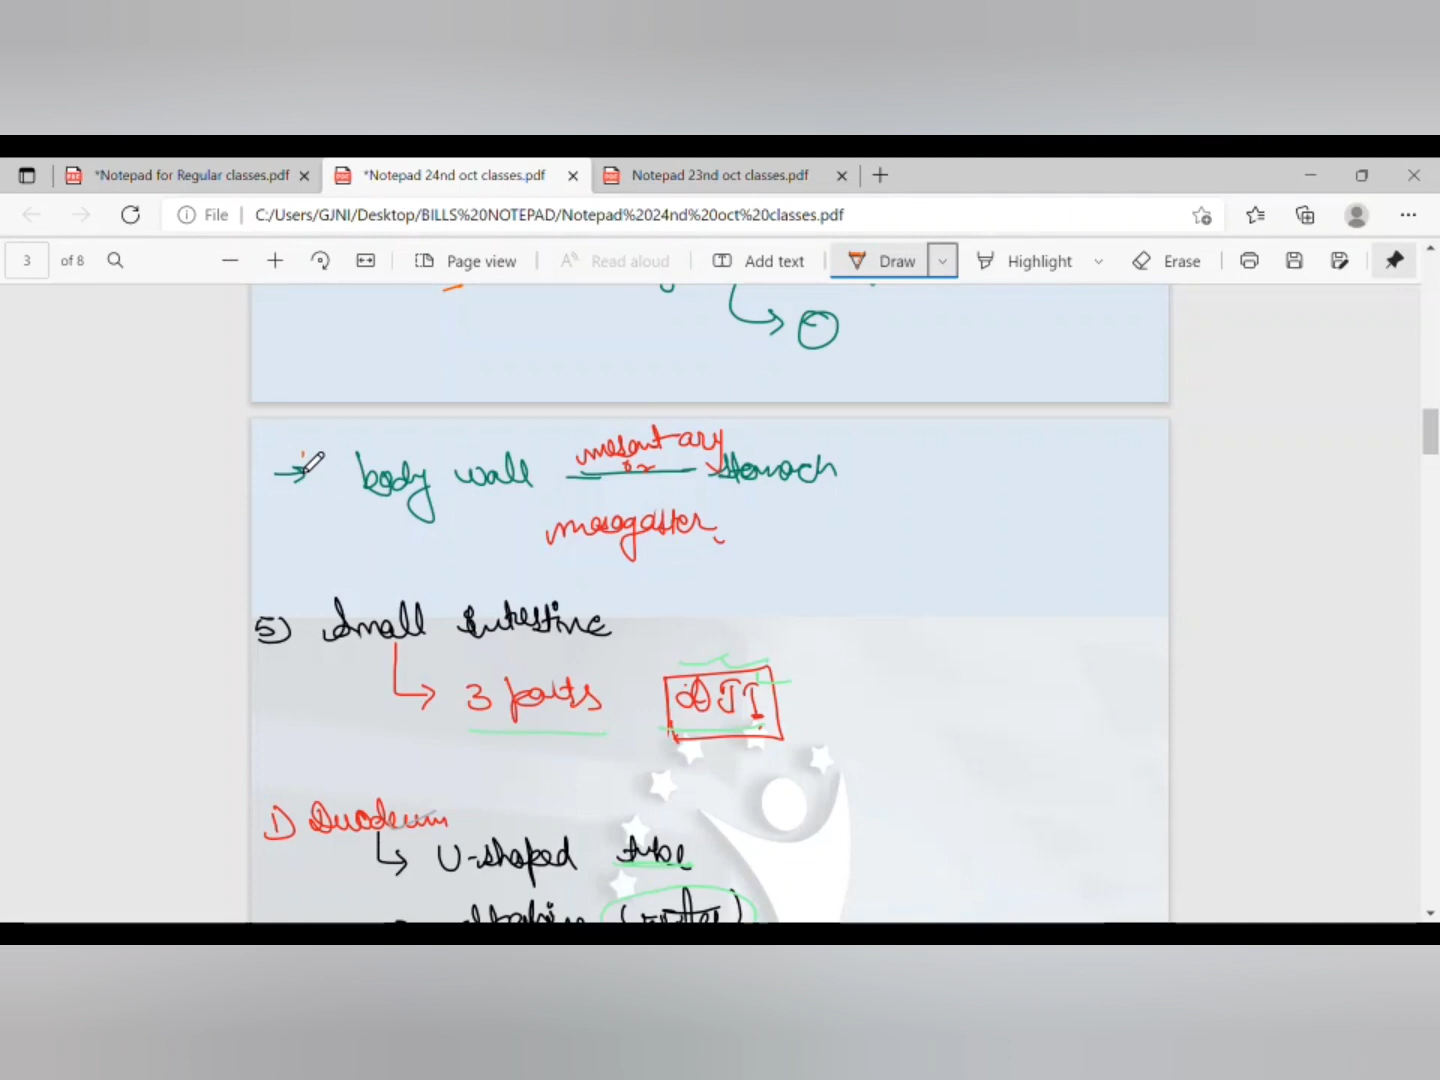 *Notepad for Regular classes.pdf
*Notepad 24nd oct classes.pdf
Notepad 23nd oct classes.pdf
File
C:/Users/GJNI/Desktop/BILLS%20NOTEPAD/Notepad%2024nd%20oct%20classes.pdf
3 of 8
Page view
Read aloud
Add text
Draw
Highlight
Erase
mesentary
→ body wall or stomach
mesogaster
5) Small Intestine
3 parts DJI
1) Duodenum
U-shaped tube